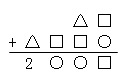 △ □
+ △ □ □ ○
2 ○ ○ □